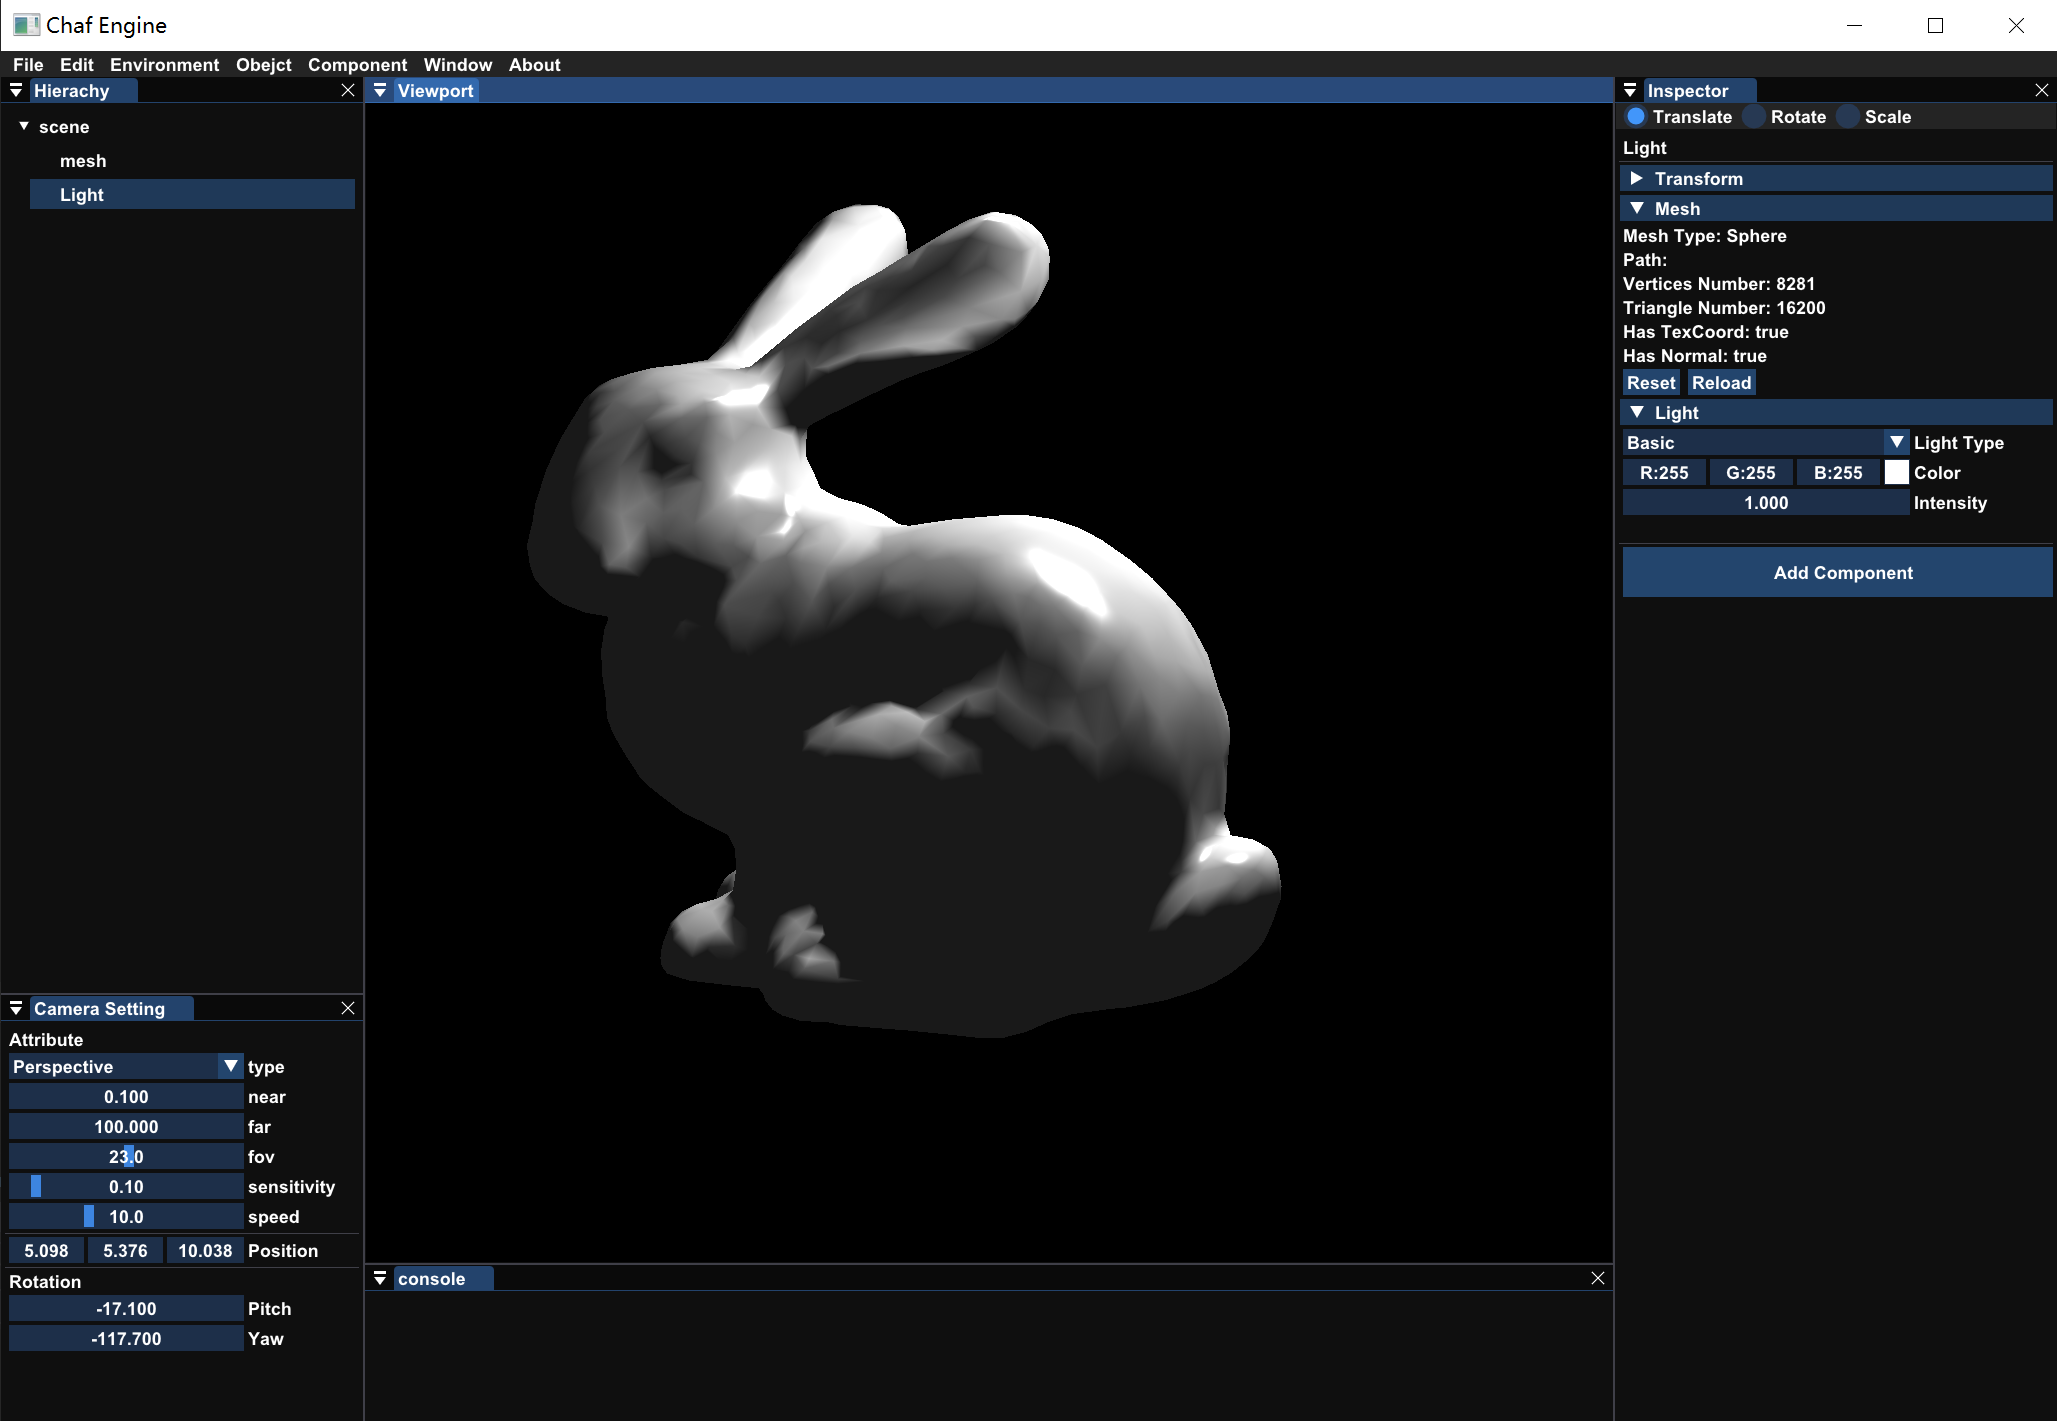 Chaf Engine
File Edit Environment Obejct Component Window About
Hierachy
scene
mesh
Light
Camera Setting
Attribute
Perspective type
0.100 near
100.000 far
23.0 fov
0.10 sensitivity
10.0 speed
5.098 5.376 10.038 Position
Rotation
-17.100 Pitch
-117.700 Yaw
Viewport
console
Inspector
Translate Rotate Scale
Light
Transform
Mesh
Mesh Type: Sphere
Path:
Vertices Number: 8281
Triangle Number: 16200
Has TexCoord: true
Has Normal: true
Reset Reload
Light
Basic Light Type
R:255 G:255 B:255 Color
1.000 Intensity
Add Component